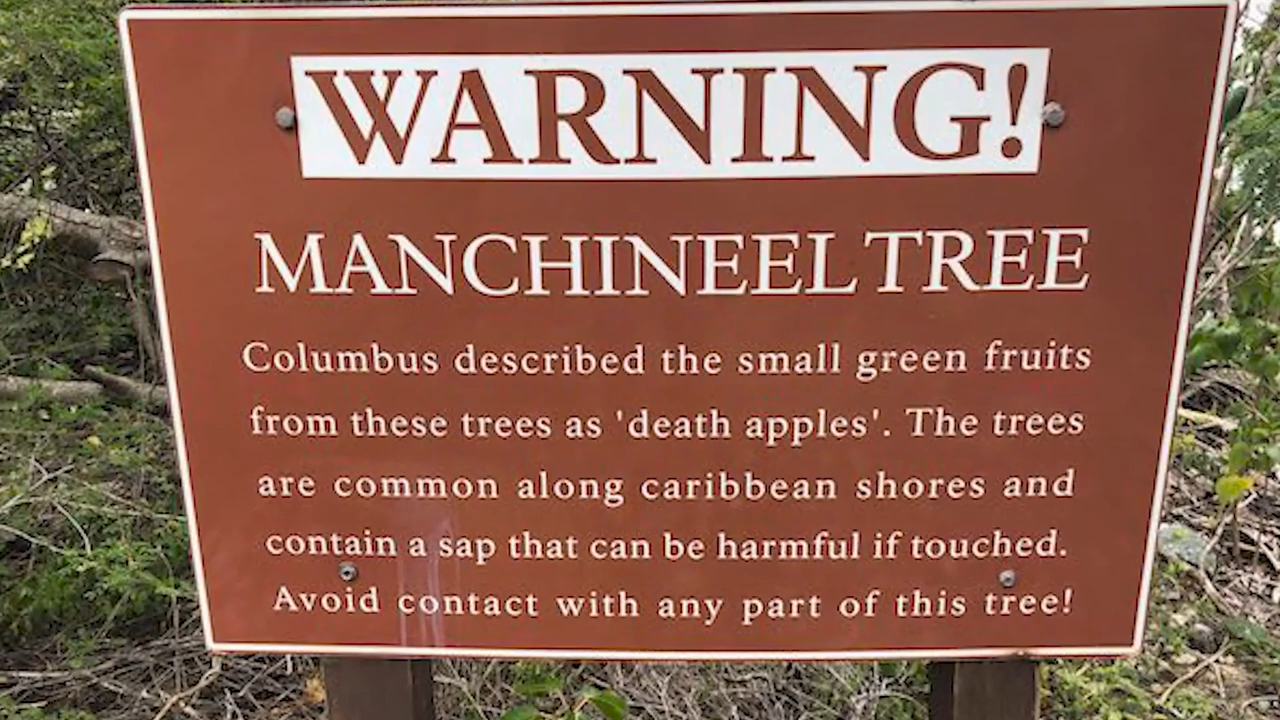 WARNING!
MANCHINEEL TREE
Columbus described the small green fruits
from these trees as 'death apples'. The trees
are common along caribbean shores and
contain a sap that can be harmful if touched.
Avoid contact with any part of this tree!